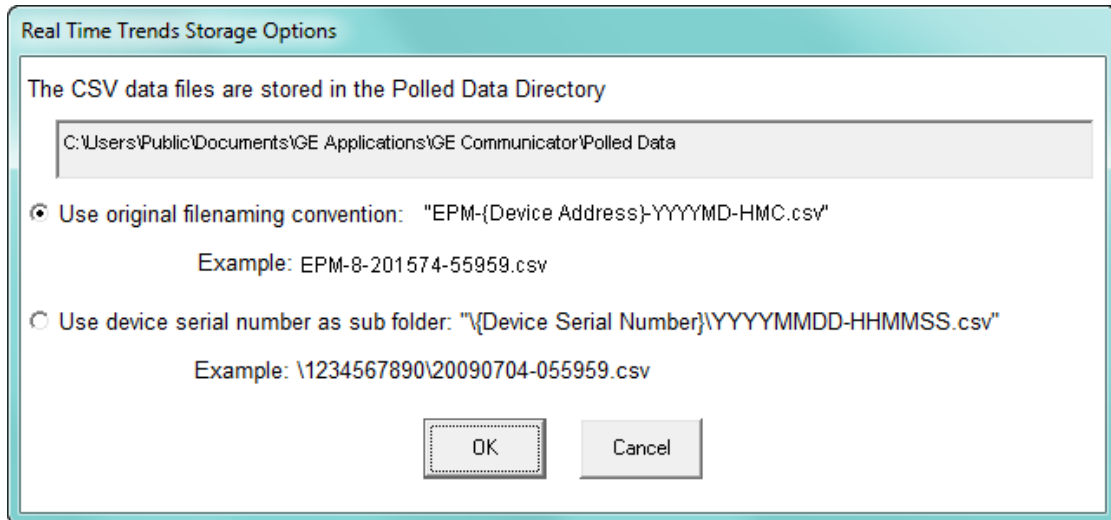 Real Time Trends Storage Options
The CSV data files are stored in the Polled Data Directory
C:\Users\Public\Documents\GE Applications\GE Communicator\Polled Data
Use original filenaming convention: "EPM-{Device Address}-YYYYMD-HMC.csv"
Example: EPM-8-201574-55959.csv
Use device serial number as sub folder: "\{Device Serial Number}\YYYYMMDD-HHMMSS.csv"
Example: \1234567890\20090704-055959.csv
OK Cancel